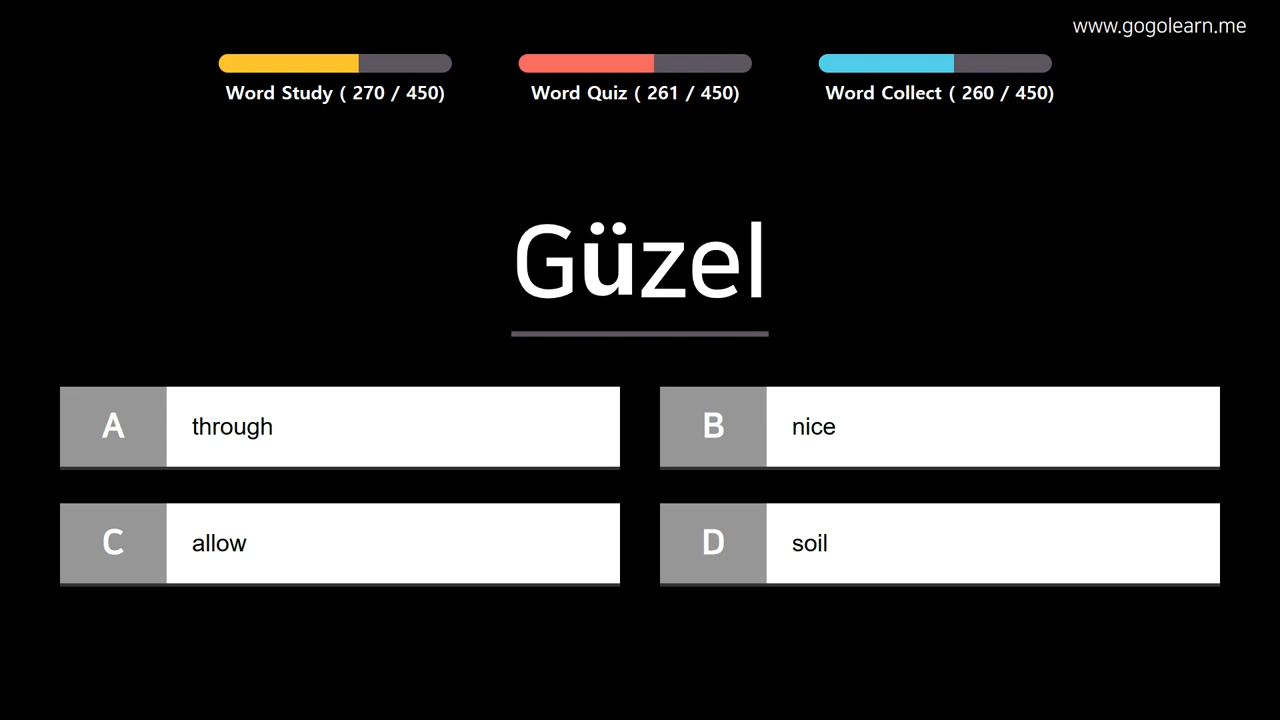 www.gogolearn.me
Word Study ( 270 / 450)
Word Quiz ( 261 / 450)
Word Collect ( 260 / 450)
Güzel
A through
B nice
C allow
D soil